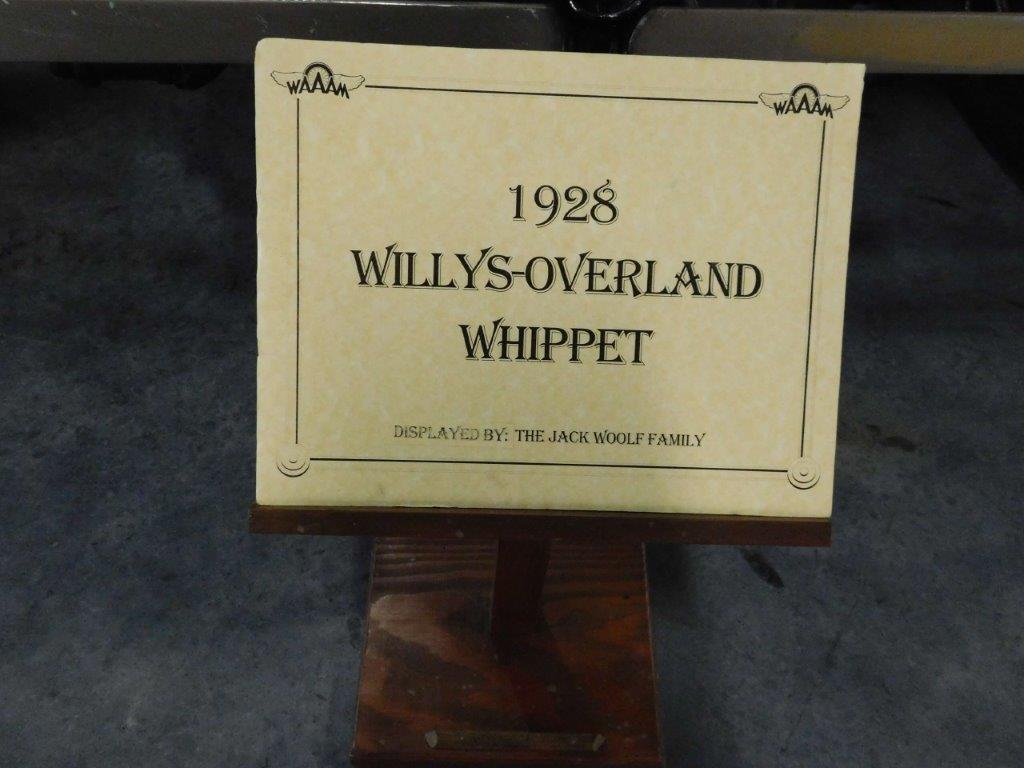 WAAAM
WAAAM
1928
WILLYS-OVERLAND
WHIPPET
DISPLAYED BY: THE JACK WOOLF FAMILY